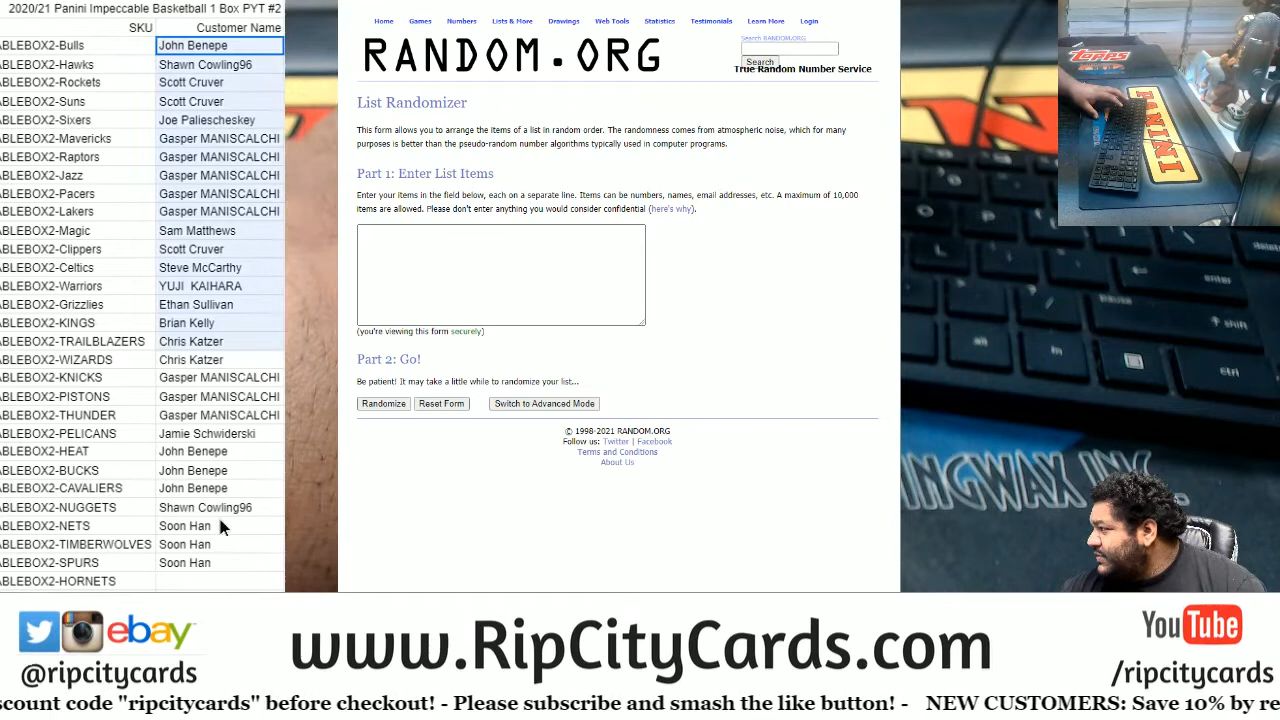 2020/21 Panini Impeccable Basketball 1 Box PYT #2
SKU Customer Name
ABLEBOX2-Bulls John Benepe
ABLEBOX2-Hawks Shawn Cowling96
ABLEBOX2-Rockets Scott Cruver
ABLEBOX2-Suns Scott Cruver
ABLEBOX2-Sixers Joe Paliescheskey
ABLEBOX2-Mavericks Gasper MANISCALCHI
ABLEBOX2-Raptors Gasper MANISCALCHI
ABLEBOX2-Jazz Gasper MANISCALCHI
ABLEBOX2-Pacers Gasper MANISCALCHI
ABLEBOX2-Lakers Gasper MANISCALCHI
ABLEBOX2-Magic Sam Matthews
ABLEBOX2-Clippers Scott Cruver
ABLEBOX2-Celtics Steve McCarthy
ABLEBOX2-Warriors YUJI KAIHARA
ABLEBOX2-Grizzlies Ethan Sullivan
ABLEBOX2-KINGS Brian Kelly
ABLEBOX2-TRAILBLAZERS Chris Katzer
ABLEBOX2-WIZARDS Chris Katzer
ABLEBOX2-KNICKS Gasper MANISCALCHI
ABLEBOX2-PISTONS Gasper MANISCALCHI
ABLEBOX2-THUNDER Gasper MANISCALCHI
ABLEBOX2-PELICANS Jamie Schwiderski
ABLEBOX2-HEAT John Benepe
ABLEBOX2-BUCKS John Benepe
ABLEBOX2-CAVALIERS John Benepe
ABLEBOX2-NUGGETS Shawn Cowling96
ABLEBOX2-NETS Soon Han
ABLEBOX2-TIMBERWOLVES Soon Han
ABLEBOX2-SPURS Soon Han
ABLEBOX2-HORNETS
Home Games Numbers Lists & More Drawings Web Tools Statistics Testimonials Learn More Login
RANDOM.ORG
Search RANDOM.ORG
Search
True Random Number Service
List Randomizer
This form allows you to arrange the items of a list in random order. The randomness comes from atmospheric noise, which for many
purposes is better than the pseudo-random number algorithms typically used in computer programs.
Part 1: Enter List Items
Enter your items in the field below, each on a separate line. Items can be numbers, names, email addresses, etc. A maximum of 10,000
items are allowed. Please don't enter anything you would consider confidential (here's why).
(you're viewing this form securely)
Part 2: Go!
Be patient! It may take a little while to randomize your list...
Randomize Reset Form Switch to Advanced Mode
© 1998-2021 RANDOM.ORG
Follow us: Twitter | Facebook
Terms and Conditions
About Us
Topps
PANINI
enter
pause
shift
alt
fn
ctrl
INGWAX INC.
ebay
@ripcitycards
www.RipCityCards.com
YouTube
/ripcitycards
scount code "ripcitycards" before checkout! - Please subscribe and smash the like button! - NEW CUSTOMERS: Save 10% by re